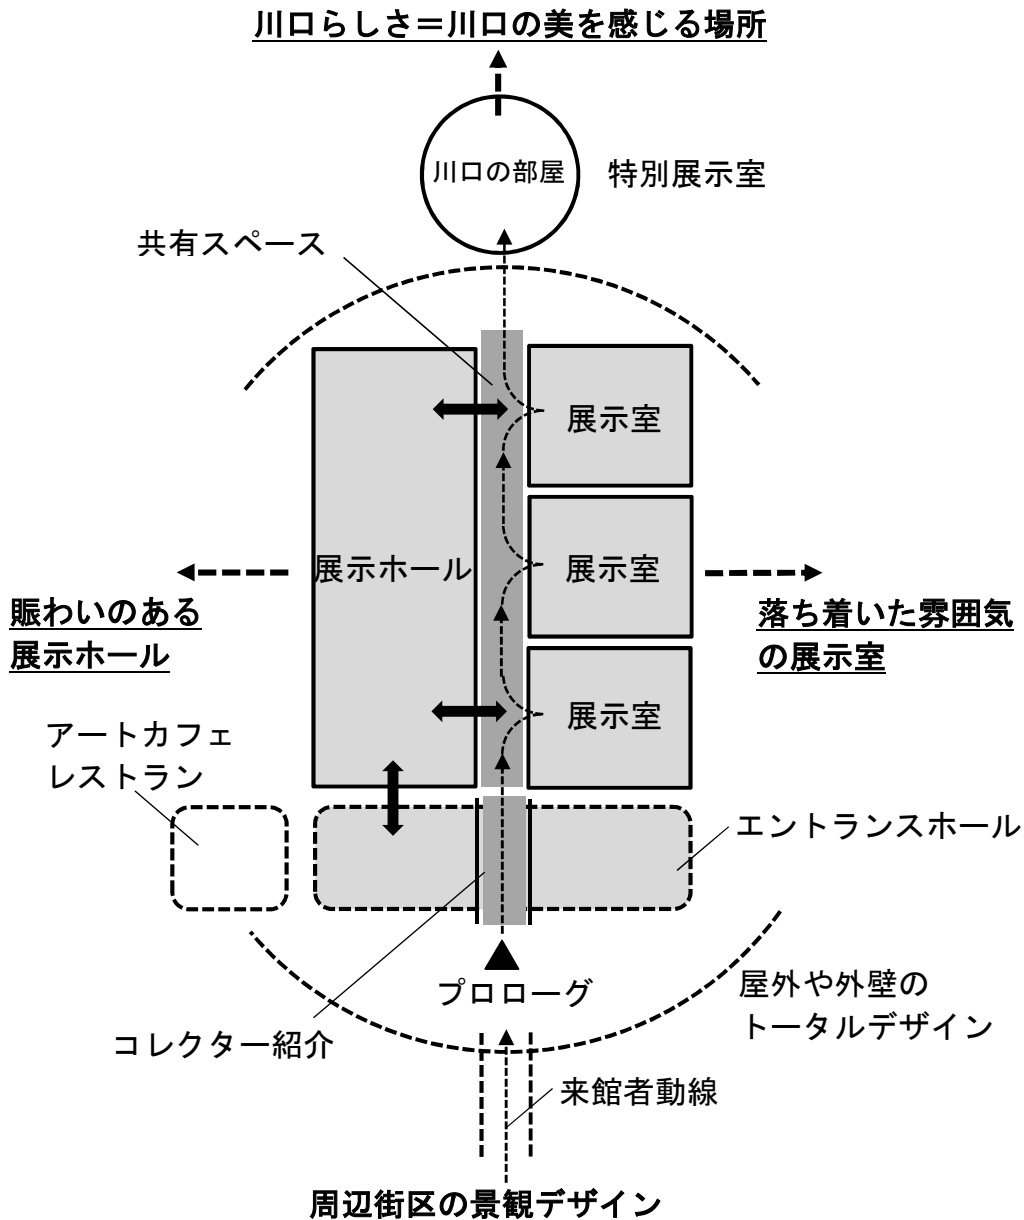 川口らしさ＝川口の美を感じる場所
川口の部屋
特別展示室
共有スペース
展示室
展示ホール
展示室
賑わいのある
展示ホール
落ち着いた雰囲気
の展示室
展示室
アートカフェ
レストラン
エントランスホール
プロローグ
屋外や外壁の
トータルデザイン
コレクター紹介
来館者動線
周辺街区の景観デザイン